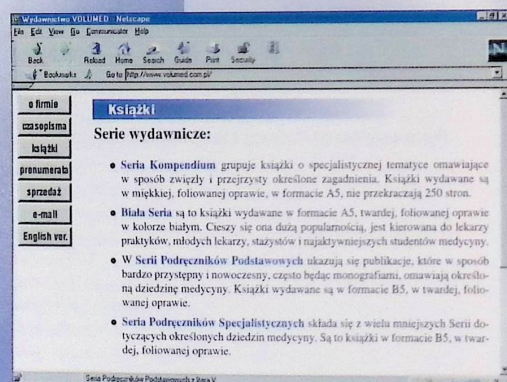 Wydawnictwo VOLUMED - Netscape
File Edit View Go Communicator Help
Back Reload Home Search Guide Print Security
Bookmarks Go to http://www.volumed.com.pl/
o firmie
czasopisma
książki
prenumerata
sprzedaż
e-mail
English ver.
Książki
Serie wydawnicze:
Seria Kompendium grupuje książki o specjalistycznej tematyce omawiające
w sposób zwięzły i przejrzysty określone zagadnienia. Książki wydawane są
w miękkiej, foliowanej oprawie, w formacie A5, nie przekraczają 250 stron.
Biała Seria są to książki wydawane w formacie A5, twardej, foliowanej oprawie
w kolorze białym. Cieszy się ona dużą popularnością, jest kierowana do lekarzy
praktyków, młodych lekarzy, stażystów i najaktywniejszych studentów medycyny.
W Serii Podręczników Podstawowych ukazują się publikacje, które w sposób
bardzo przystępny i nowoczesny, często będąc monografiami, omawiają określo-
ną dziedzinę medycyny. Książki wydawane są w formacie B5, w twardej, folio-
wanej oprawie.
Seria Podręczników Specjalistycznych składa się z wielu mniejszych Serii do-
tyczących określonych dziedzin medycyny. Są to książki w formacie B5, w twar-
dej, foliowanej oprawie.
Seria Podręczników Podstawowych z litera V